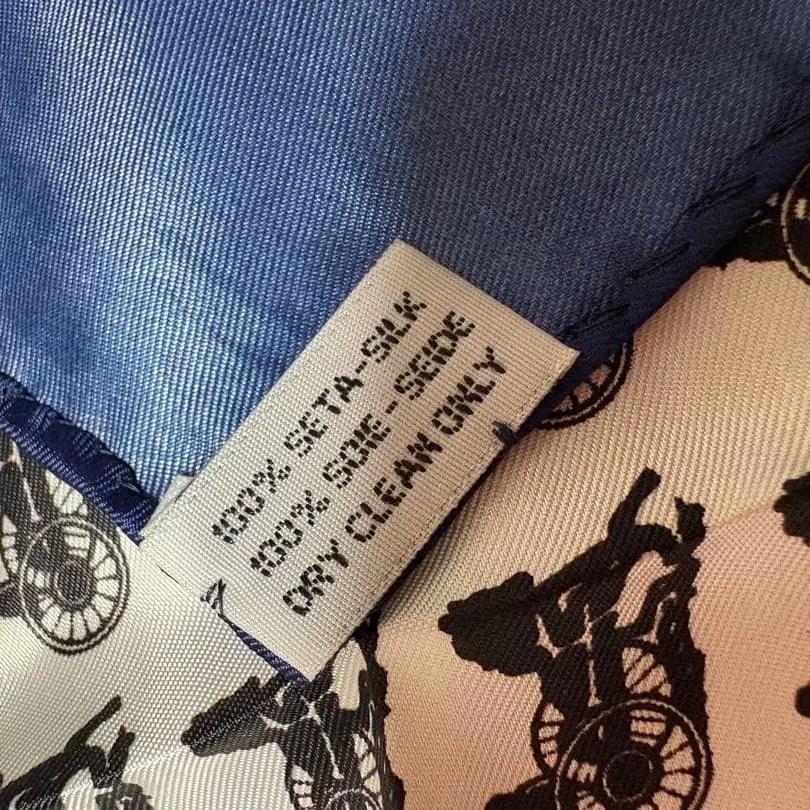 100% SETA-SILK
100% SOIE-SEIDE
DRY CLEAN ONLY